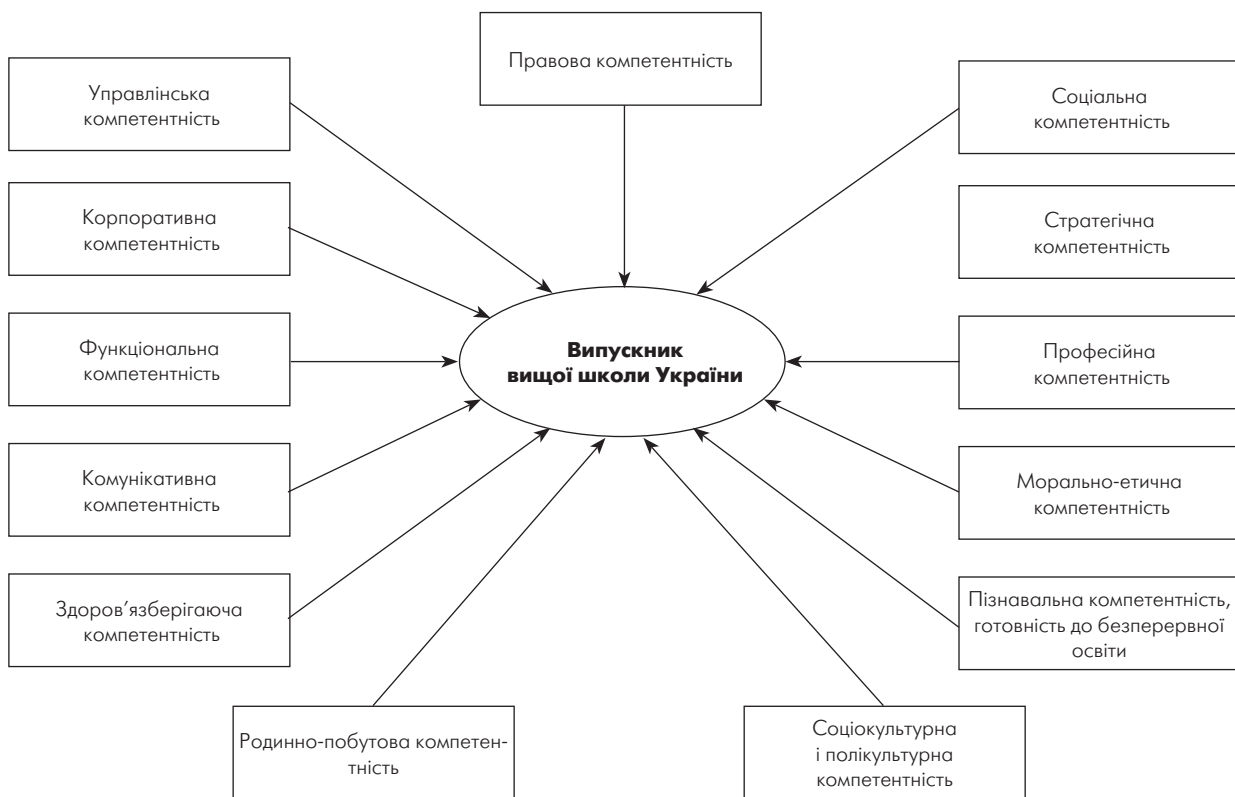 Правова компетентність
Управлінська
компетентність
Соціальна
компетентність
Корпоративна
компетентність
Стратегічна
компетентність
Функціональна
компетентність
Випускник
вищої школи України
Професійна
компетентність
Комунікативна
компетентність
Морально-етична
компетентність
Здоров’язберігаюча
компетентність
Пізнавальна компетентність,
готовність до безперервної
освіти
Родинно-побутова компетен-
тність
Соціокультурна
і полікультурна
компетентність